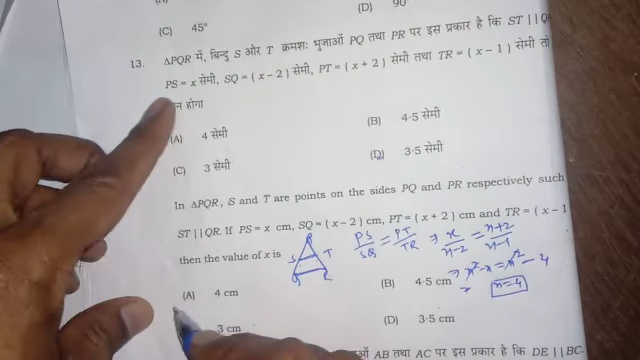 (C) 45° (D) 90°
13. ΔPQR में, बिन्दु S और T क्रमशः भुजाओं PQ तथा PR पर इस प्रकार है कि ST||QR
PS = x सेमी, SQ = (x – 2) सेमी, PT = (x + 2) सेमी तथा TR = (x – 1) सेमी तो
होगा
(A) 4 सेमी (B) 4·5 सेमी
(C) 3 सेमी (D) 3·5 सेमी
In ΔPQR, S and T are points on the sides PQ and PR respectively such
ST||QR. If PS = x cm, SQ = (x – 2) cm, PT = (x + 2) cm and TR = (x – 1
then the value of x is
P S T Q R
PS/SQ = PT/TR ⇒ x/x-2 = x+2/x-1
⇒ x²-x = x² - 4
⇒ x=4
(A) 4 cm (B) 4·5 cm
3 cm (D) 3·5 cm
AB तथा AC पर इस प्रकार है कि DE||BC